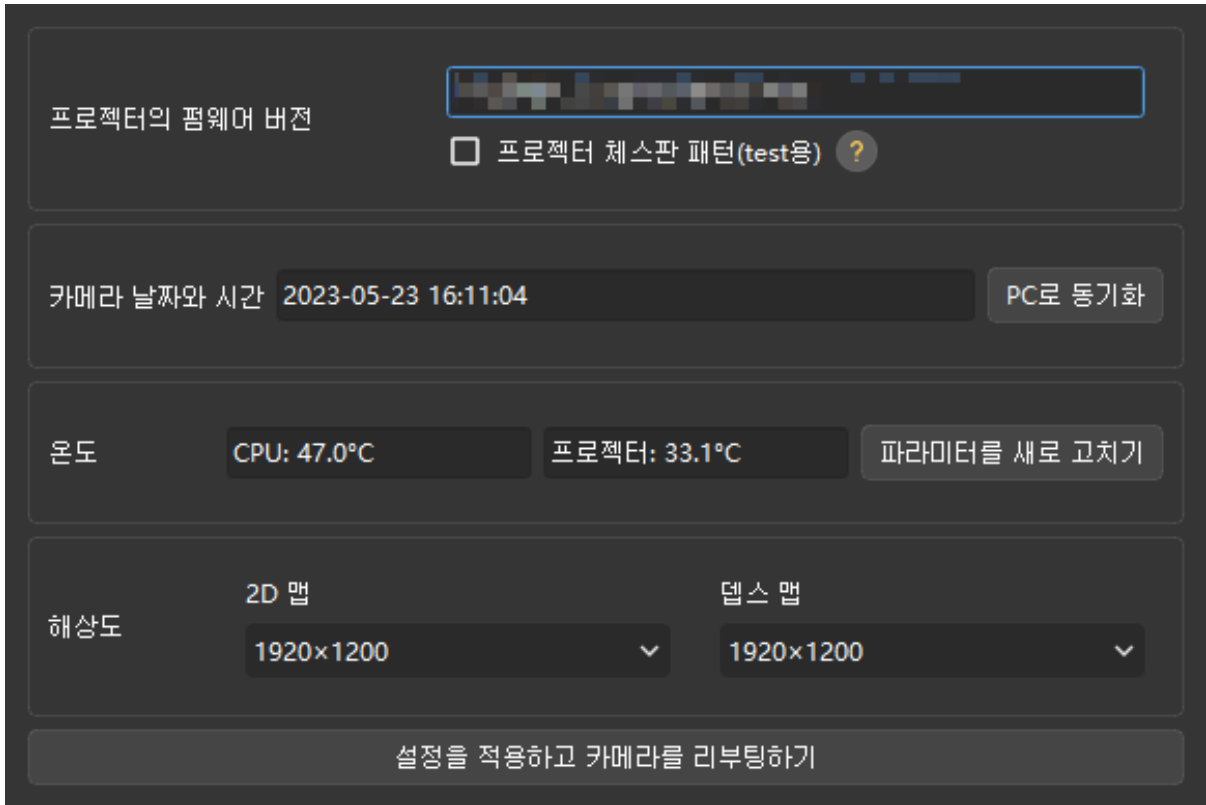 프로젝터의 펌웨어 버전
프로젝터 체스판 패턴(test용) ?
카메라 날짜와 시간 2023-05-23 16:11:04 PC로 동기화
온도 CPU: 47.0°C 프로젝터: 33.1°C 파라미터를 새로 고치기
2D 맵 뎁스 맵
해상도
1920×1200 1920×1200
설정을 적용하고 카메라를 리부팅하기